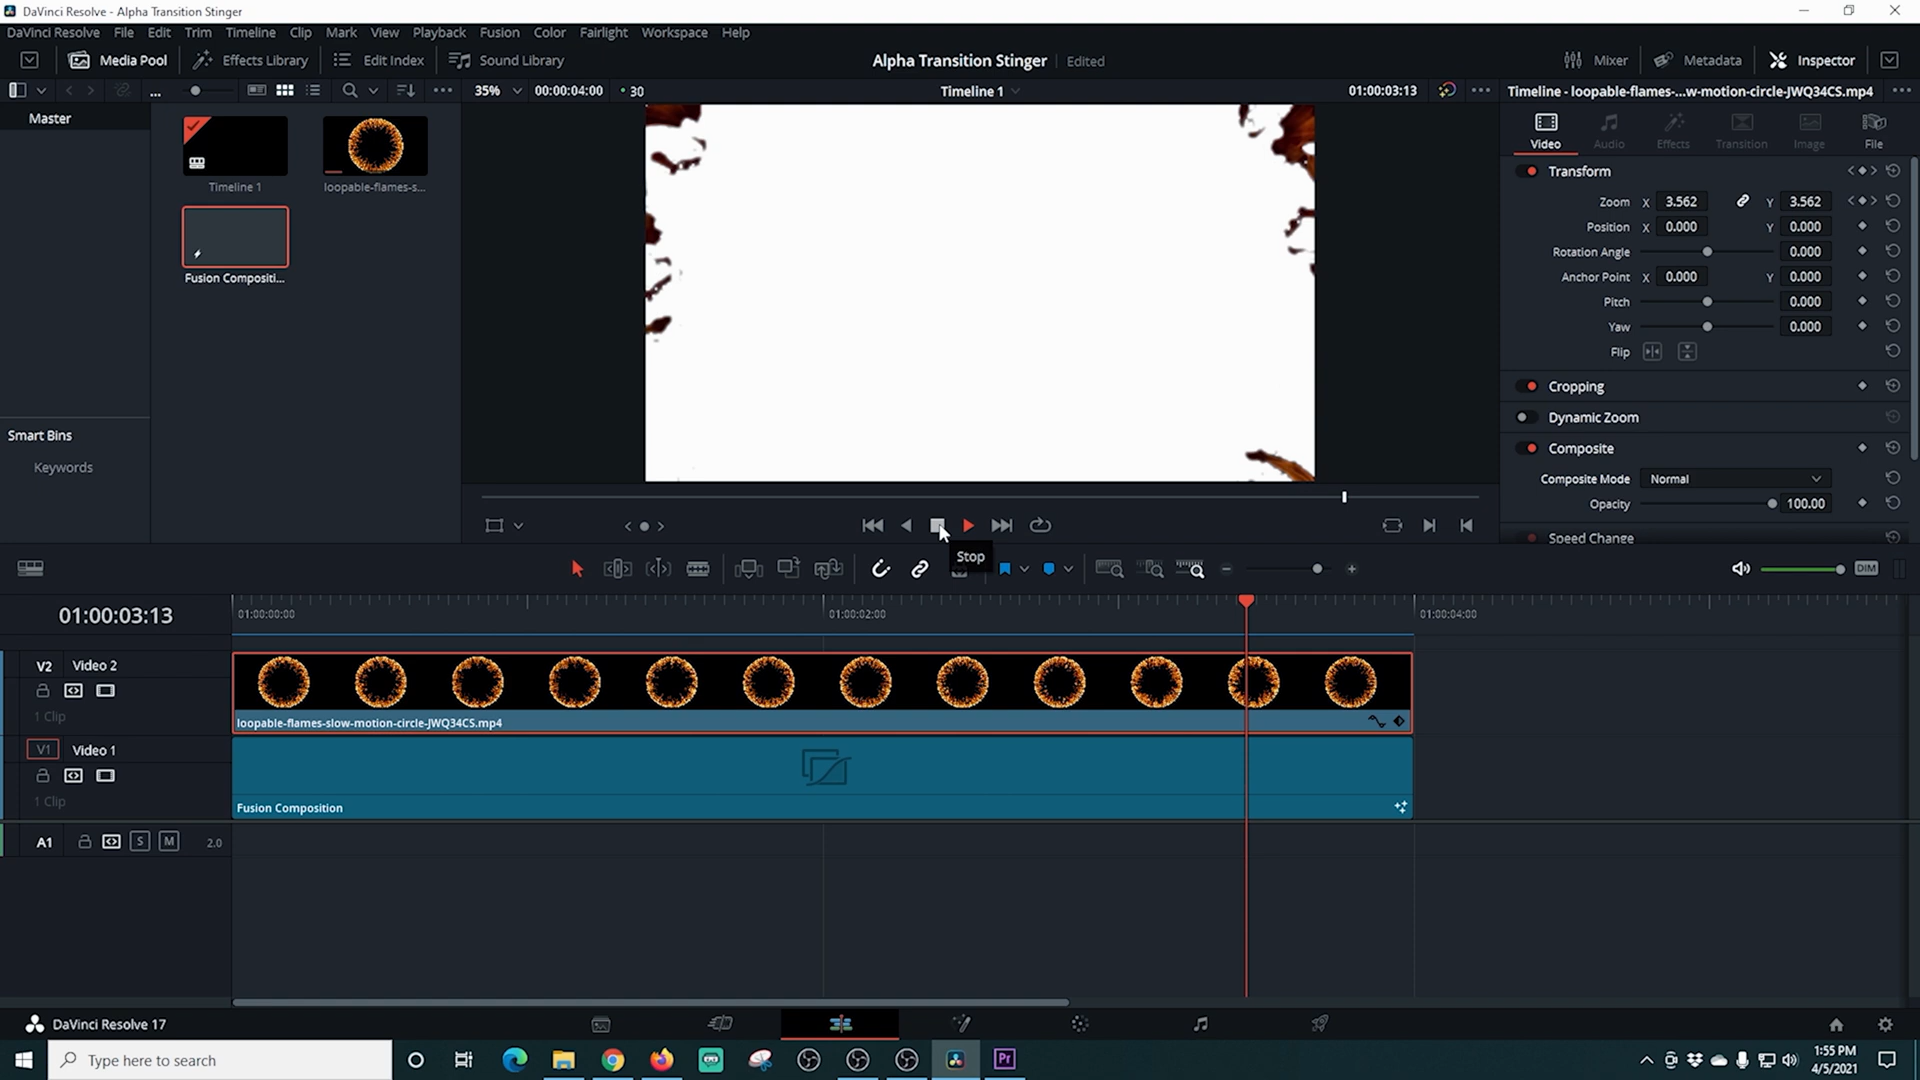 DaVinci Resolve - Alpha Transition Stinger
DaVinci Resolve File Edit Trim Timeline Clip Mark View Playback Fusion Color Fairlight Workspace Help
Media Pool Effects Library Edit Index Sound Library Alpha Transition Stinger Edited Mixer Metadata Inspector
... 35% 00:00:04:00 30 Timeline 1 01:00:03:13 Timeline - loopable-flames-...w-motion-circle-JWQ34CS.mp4
Master
Timeline 1
loopable-flames-s...
Fusion Compositi...
Smart Bins
Keywords
Video Audio Effects Transition Image File
Transform
Zoom X 3.562 Y 3.562
Position X 0.000 Y 0.000
Rotation Angle 0.000
Anchor Point X 0.000 Y 0.000
Pitch 0.000
Yaw 0.000
Flip
Cropping
Dynamic Zoom
Composite
Composite Mode Normal
Opacity 100.00
Speed Change
Stop
DIM
01:00:03:13
01:00:00:00 01:00:02:00 01:00:04:00
V2 Video 2
1 Clip
loopable-flames-slow-motion-circle-JWQ34CS.mp4
V1 Video 1
1 Clip
Fusion Composition
A1 S M 2.0
DaVinci Resolve 17
Type here to search
Pr
1:55 PM
4/5/2021